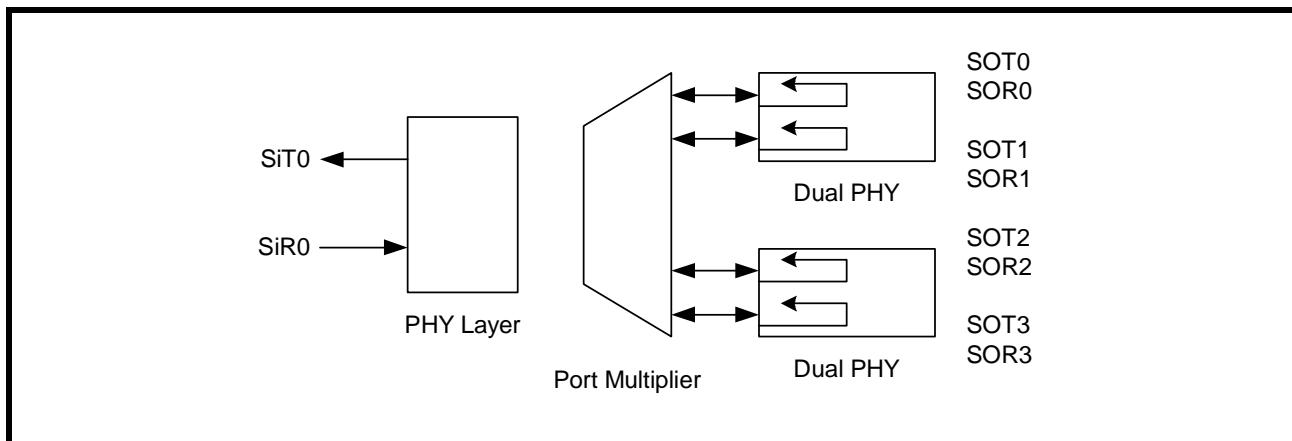 SOT0
SOR0
SiT0
SOT1
SOR1
Dual PHY
SiR0
SOT2
SOR2
PHY Layer
SOT3
SOR3
Dual PHY
Port Multiplier